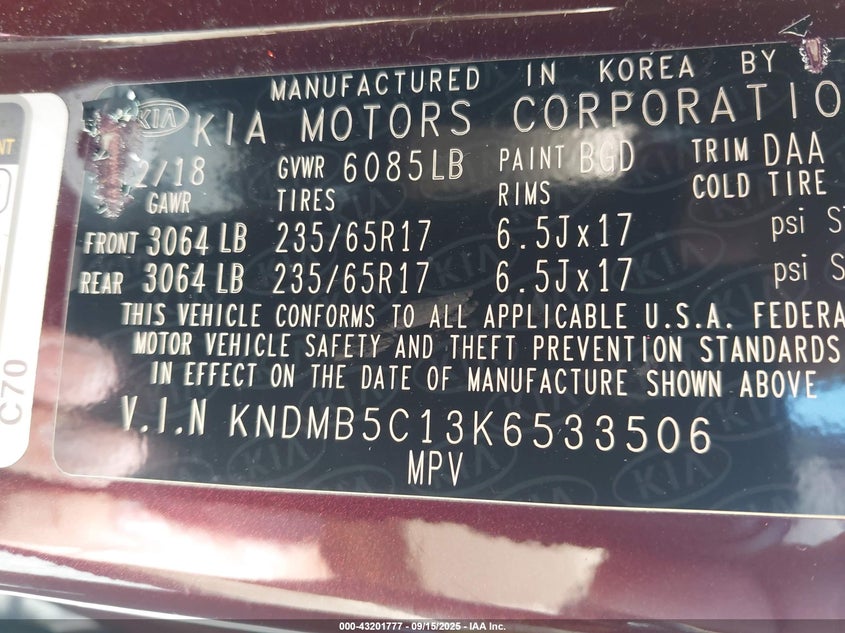 MANUFACTURED IN KOREA BY
KIA KIA MOTORS CORPORATIO
2/18 GVWR 6085LB PAINT BGD TRIM DAA
GAWR TIRES RIMS COLD TIRE
FRONT 3064 LB 235/65R17 6.5Jx17 psi
REAR 3064 LB 235/65R17 6.5Jx17 psi
THIS VEHICLE CONFORMS TO ALL APPLICABLE U.S.A. FEDERA
MOTOR VEHICLE SAFETY AND THEFT PREVENTION STANDARDS
IN EFFECT ON THE DATE OF MANUFACTURE SHOWN ABOVE
V.I.N KNDMB5C13K6533506
MPV
C70
000-43201777 - 09/15/2025 - IAA Inc.